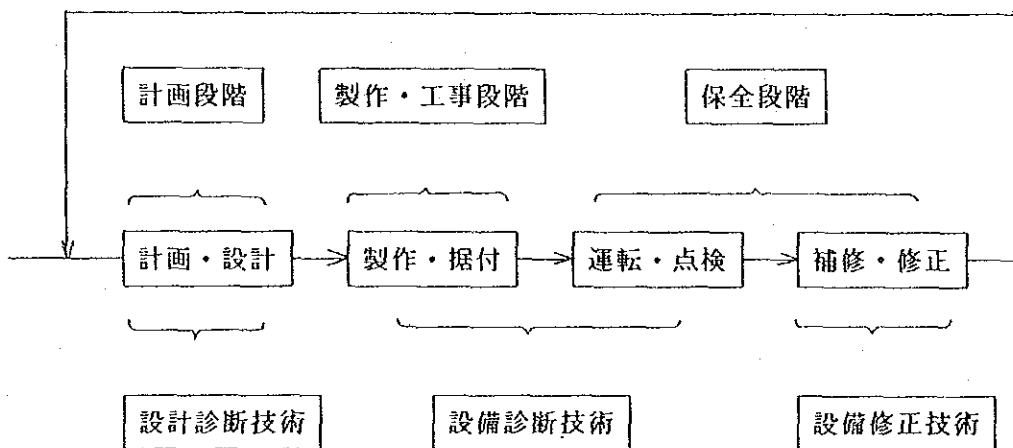 計画段階 製作・工事段階 保全段階
計画・設計 製作・据付 運転・点検 補修・修正
設計診断技術 設備診断技術 設備修正技術